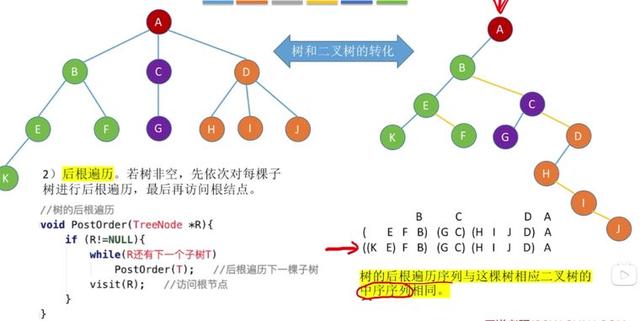 A
B
C
D
E
F
G
H
I
J
K
树和二叉树的转化
A
B
E
C
K
F
G
D
H
I
J
2）后根遍历。若树非空，先依次对每棵子
树进行后根遍历，最后再访问根结点。
//树的后根遍历
void PostOrder(TreeNode *R){
if (R!=NULL){
while(R还有下一个子树T)
PostOrder(T); //后根遍历下一棵子树
visit(R); //访问根节点
}
}
B C D A
( E F B) (G C) (H I J D) A
((K E) F B) (G C) (H I J D) A
树的后根遍历序列与这棵树相应二叉树的
中序序列相同。